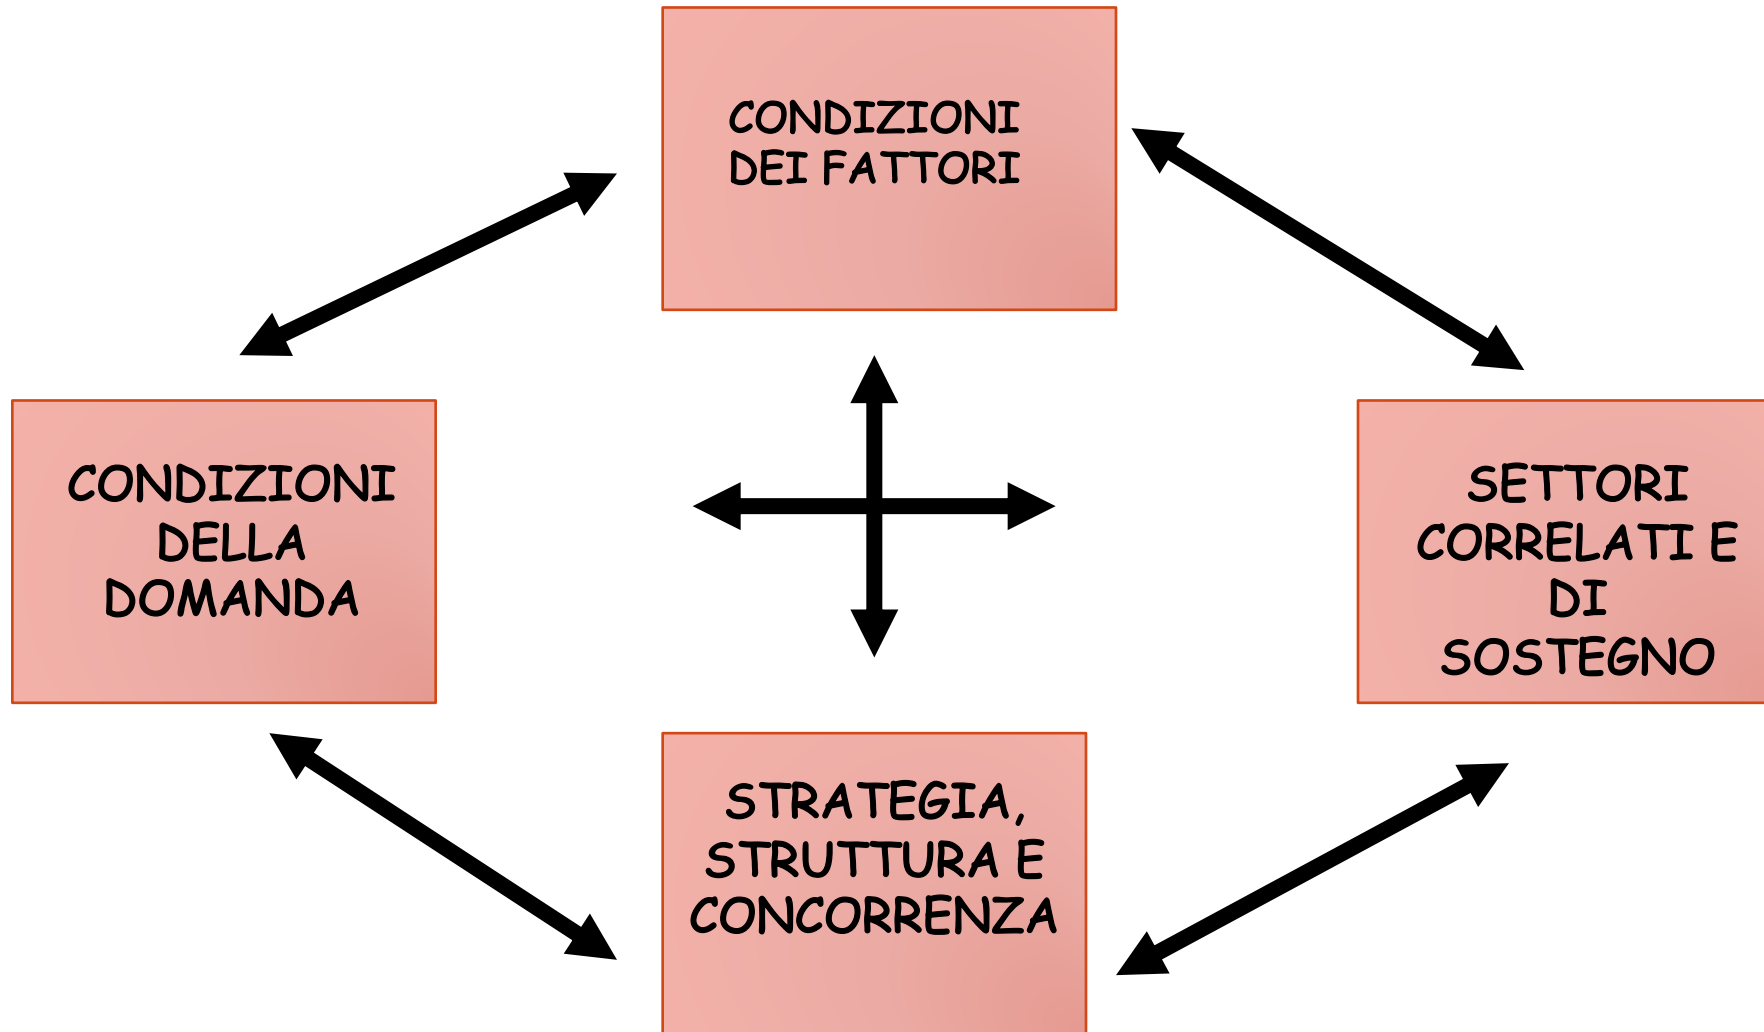 CONDIZIONI
DEI FATTORI
CONDIZIONI
DELLA
DOMANDA
SETTORI
CORRELATI E
DI
SOSTEGNO
STRATEGIA,
STRUTTURA E
CONCORRENZA